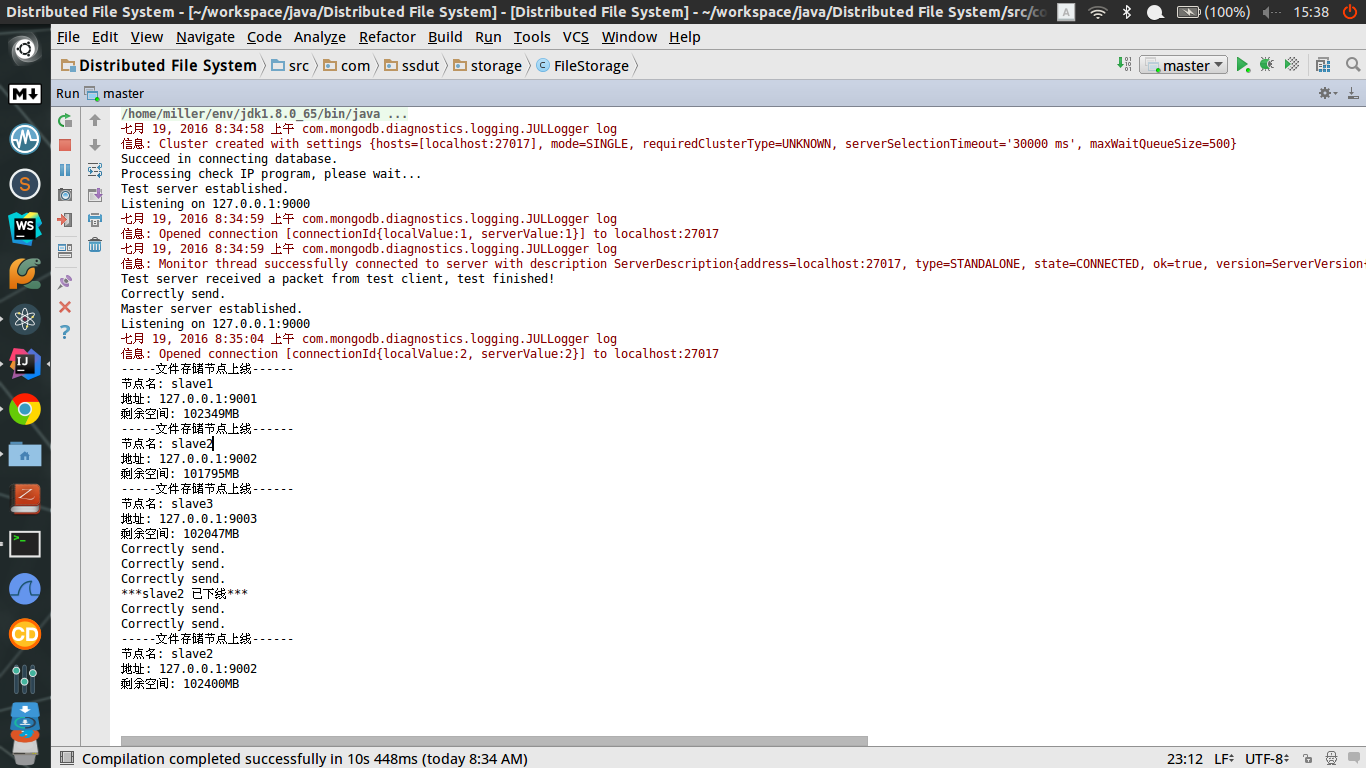 Distributed File System - [~/workspace/java/Distributed File System] - [Distributed File System] - ~/workspace/java/Distributed File System/src/co
A (100%) 15:38
File Edit View Navigate Code Analyze Refactor Build Run Tools VCS Window Help
Distributed File System src com ssdut storage C FileStorage master
Run master
/home/miller/env/jdk1.8.0_65/bin/java ...
七月 19, 2016 8:34:58 上午 com.mongodb.diagnostics.logging.JULLogger log
信息: Cluster created with settings {hosts=[localhost:27017], mode=SINGLE, requiredClusterType=UNKNOWN, serverSelectionTimeout='30000 ms', maxWaitQueueSize=500}
Succeed in connecting database.
Processing check IP program, please wait...
Test server established.
Listening on 127.0.0.1:9000
七月 19, 2016 8:34:59 上午 com.mongodb.diagnostics.logging.JULLogger log
信息: Opened connection [connectionId{localValue:1, serverValue:1}] to localhost:27017
七月 19, 2016 8:34:59 上午 com.mongodb.diagnostics.logging.JULLogger log
信息: Monitor thread successfully connected to server with description ServerDescription{address=localhost:27017, type=STANDALONE, state=CONNECTED, ok=true, version=ServerVersion{
Test server received a packet from test client, test finished!
Correctly send.
Master server established.
Listening on 127.0.0.1:9000
七月 19, 2016 8:35:04 上午 com.mongodb.diagnostics.logging.JULLogger log
信息: Opened connection [connectionId{localValue:2, serverValue:2}] to localhost:27017
-----文件存储节点上线------
节点名: slave1
地址: 127.0.0.1:9001
剩余空间: 102349MB
-----文件存储节点上线------
节点名: slave2
地址: 127.0.0.1:9002
剩余空间: 101795MB
-----文件存储节点上线------
节点名: slave3
地址: 127.0.0.1:9003
剩余空间: 102047MB
Correctly send.
Correctly send.
Correctly send.
***slave2 已下线***
Correctly send.
Correctly send.
-----文件存储节点上线------
节点名: slave2
地址: 127.0.0.1:9002
剩余空间: 102400MB
Compilation completed successfully in 10s 448ms (today 8:34 AM) 23:12 LF UTF-8
M
S
WS
IJ
Z
CD